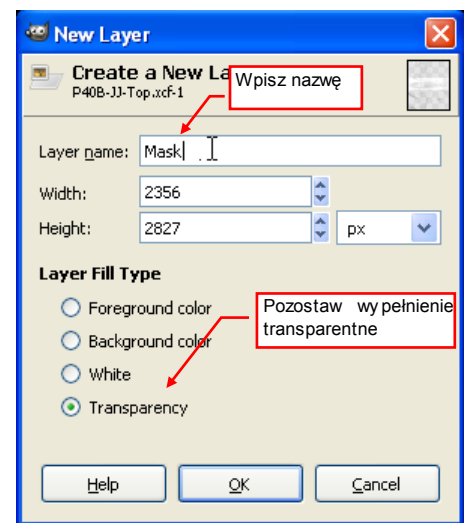 New Layer
Create a New La
P40B-JJ-Top.xcf-1
Wpisz nazwę
Layer name: Mask
Width: 2356
Height: 2827 px
Layer Fill Type
Foreground color
Pozostaw wypełnienie
transparentne
Background color
White
Transparency
Help OK Cancel